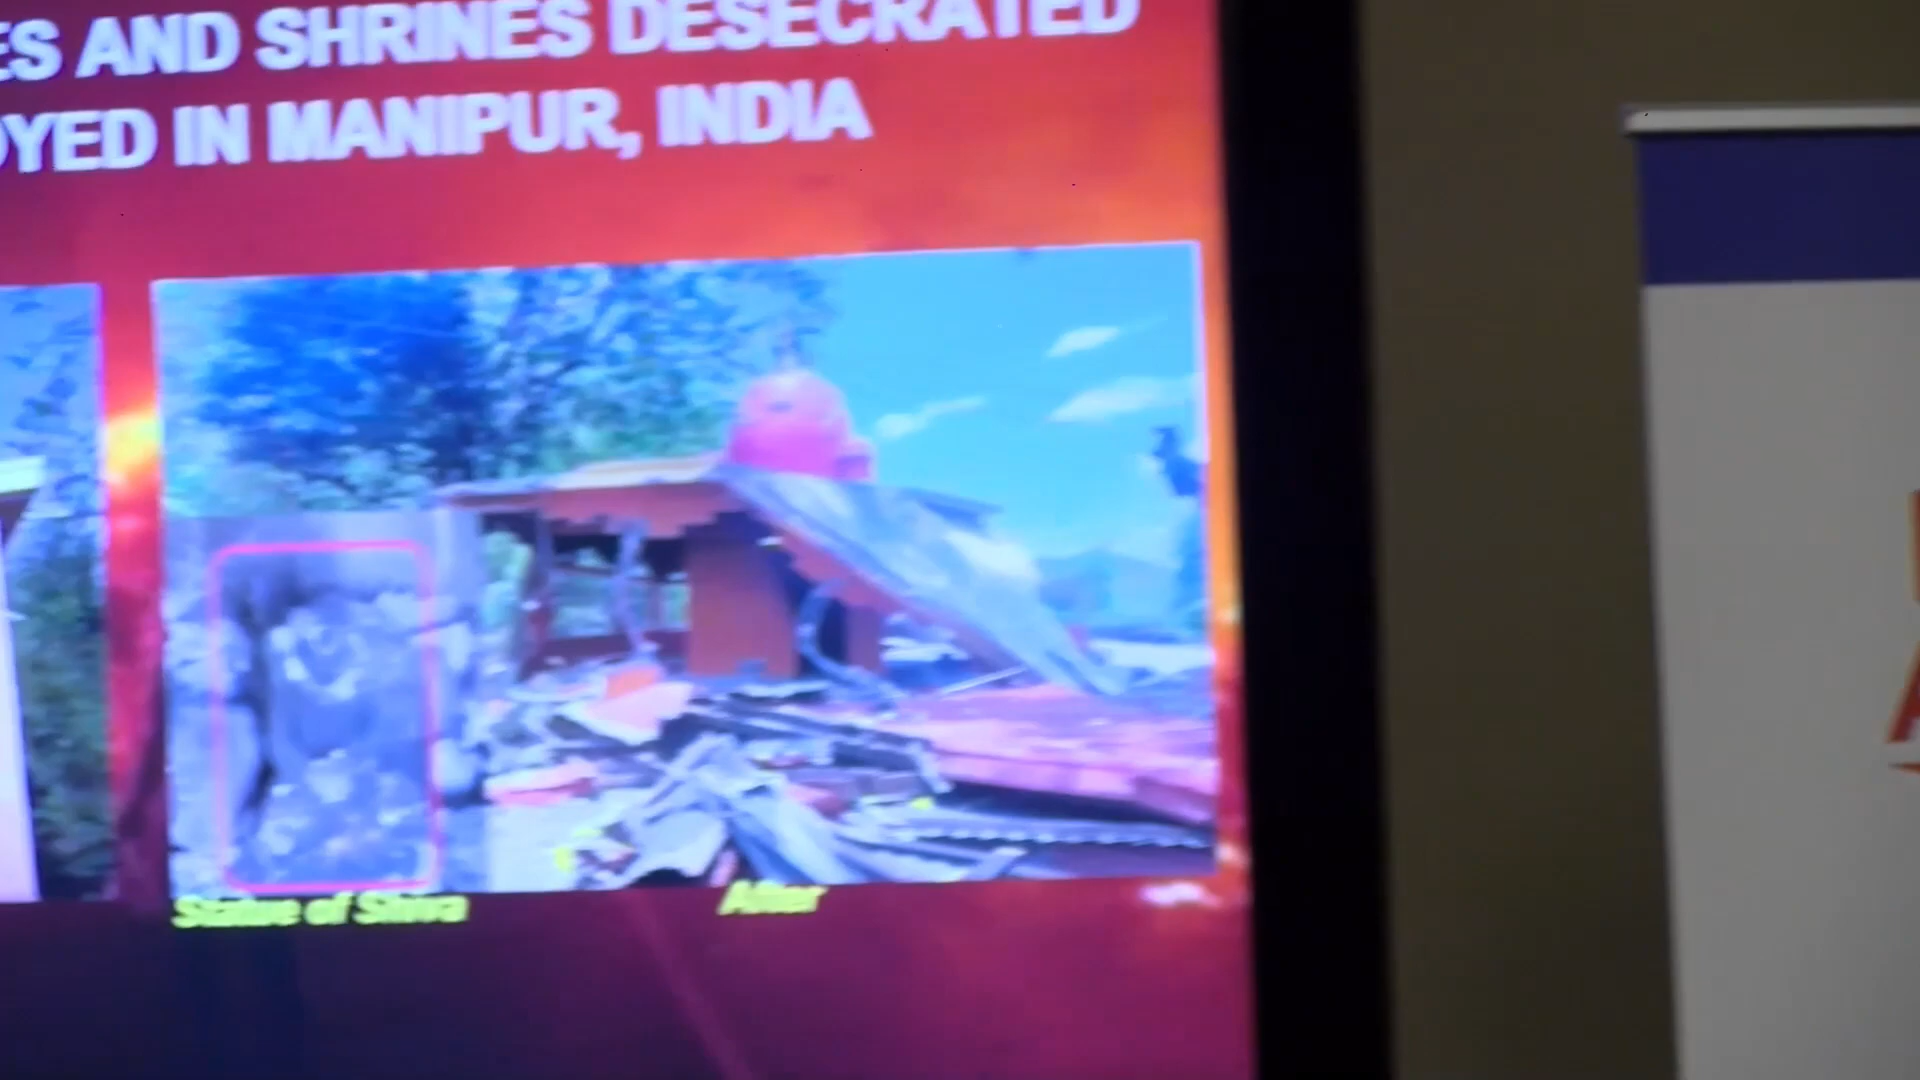 ES AND SHRINES DESECRATED
OYED IN MANIPUR, INDIA
Statue of Shiva
After